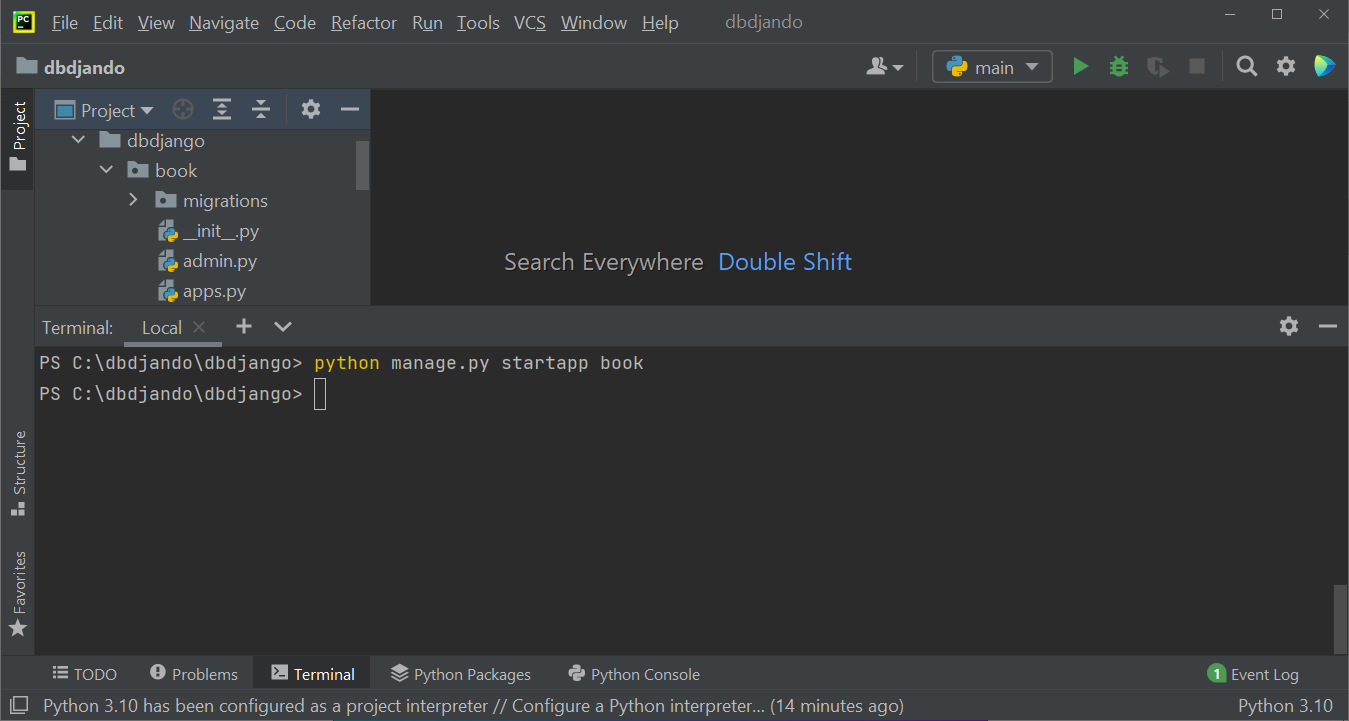 PC File Edit View Navigate Code Refactor Run Tools VCS Window Help dbdjando
dbdjando main
Project Project
dbdjango
book
migrations
__init__.py
admin.py
apps.py
Search Everywhere Double Shift
Terminal: Local
PS C:\dbdjando\dbdjango> python manage.py startapp book
PS C:\dbdjando\dbdjango>
Structure
Favorites
TODO Problems Terminal Python Packages Python Console 1 Event Log
Python 3.10 has been configured as a project interpreter // Configure a Python interpreter... (14 minutes ago) Python 3.10